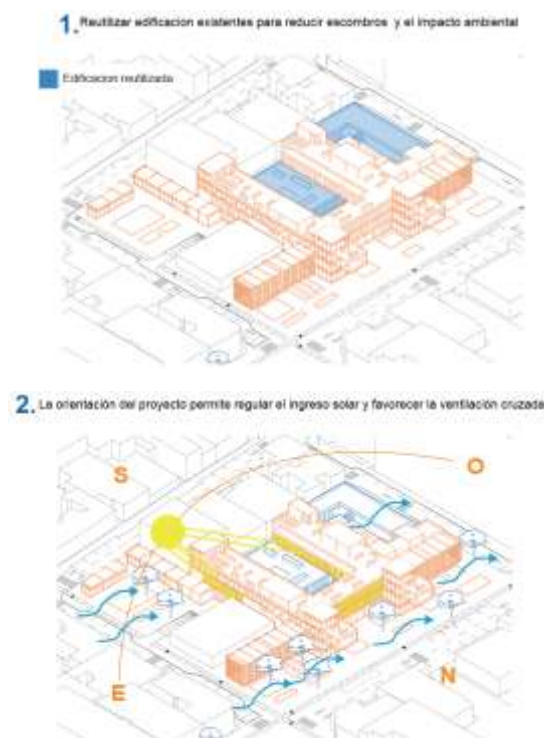 1. Reutilizar edificacion existentes para reducir escombros y el impacto ambiental
Edificacion reutilizada
2. La orientación del proyecto permite regular el ingreso solar y favorecer la ventilación cruzada
S
O
E
N